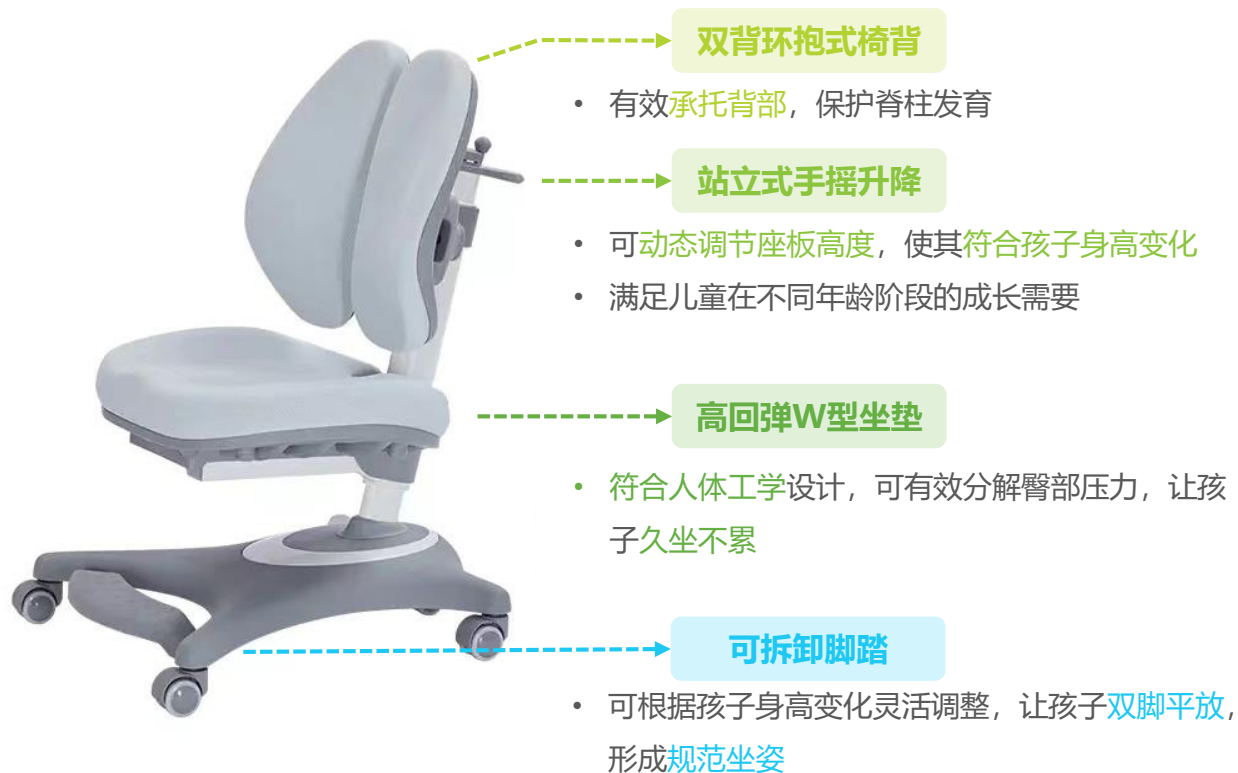 双背环抱式椅背
• 有效承托背部，保护脊柱发育
站立式手摇升降
• 可动态调节座板高度，使其符合孩子身高变化
• 满足儿童在不同年龄阶段的成长需要
高回弹W型坐垫
• 符合人体工学设计，可有效分解臀部压力，让孩
子久坐不累
可拆卸脚踏
• 可根据孩子身高变化灵活调整，让孩子双脚平放，
形成规范坐姿